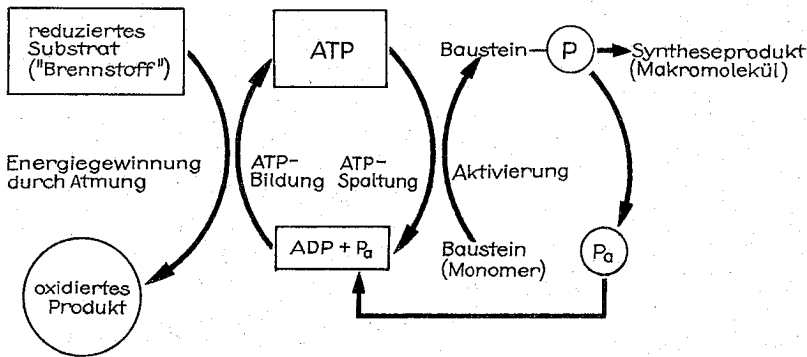 reduziertes
Substrat
("Brennstoff")
ATP
Baustein
P
Syntheseprodukt
(Makromolekül)
Energiegewinnung
durch Atmung
ATP-
Bildung
ATP-
Spaltung
Aktivierung
oxidiertes
Produkt
ADP + Pa
Baustein
(Monomer)
Pa